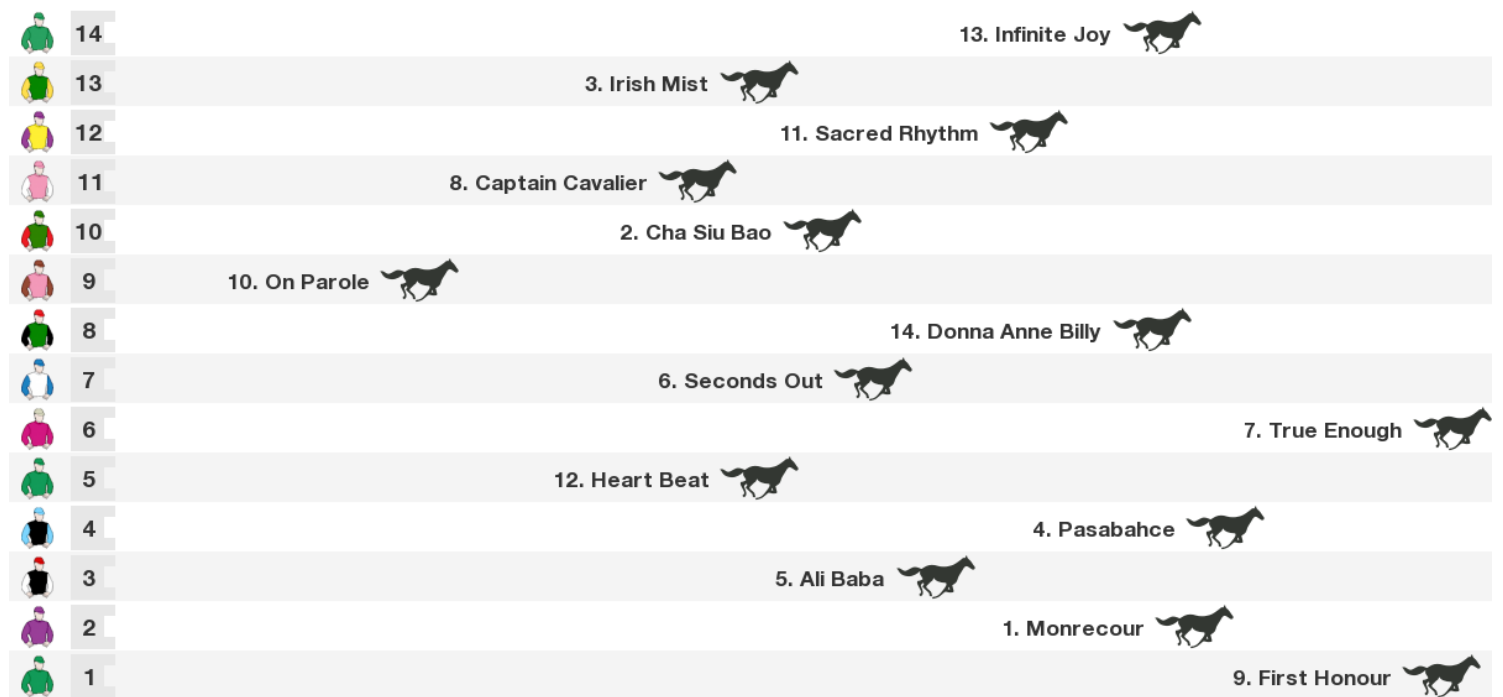 14 13. Infinite Joy
13 3. Irish Mist
12 11. Sacred Rhythm
11 8. Captain Cavalier
10 2. Cha Siu Bao
9 10. On Parole
8 14. Donna Anne Billy
7 6. Seconds Out
6 7. True Enough
5 12. Heart Beat
4 4. Pasabahce
3 5. Ali Baba
2 1. Monrecour
1 9. First Honour